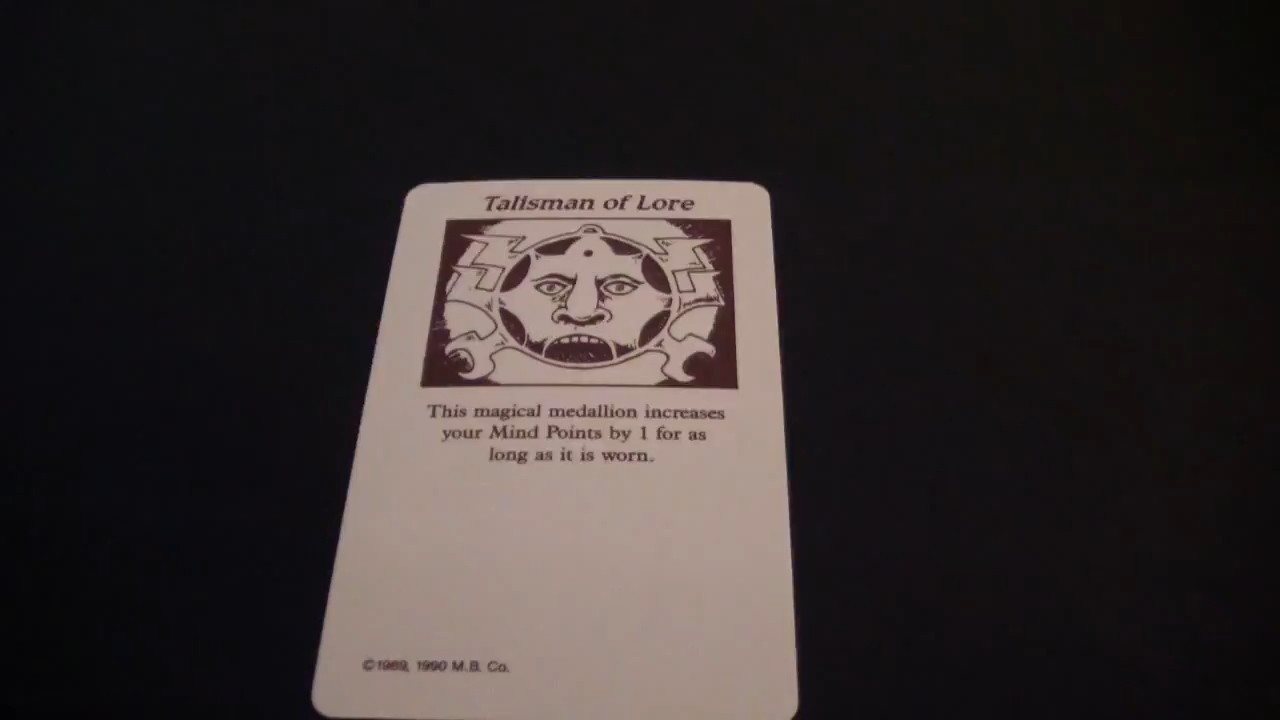 Talisman of Lore
This magical medallion increases
your Mind Points by 1 for as
long as it is worn.
©1989, 1990 M.B. Co.